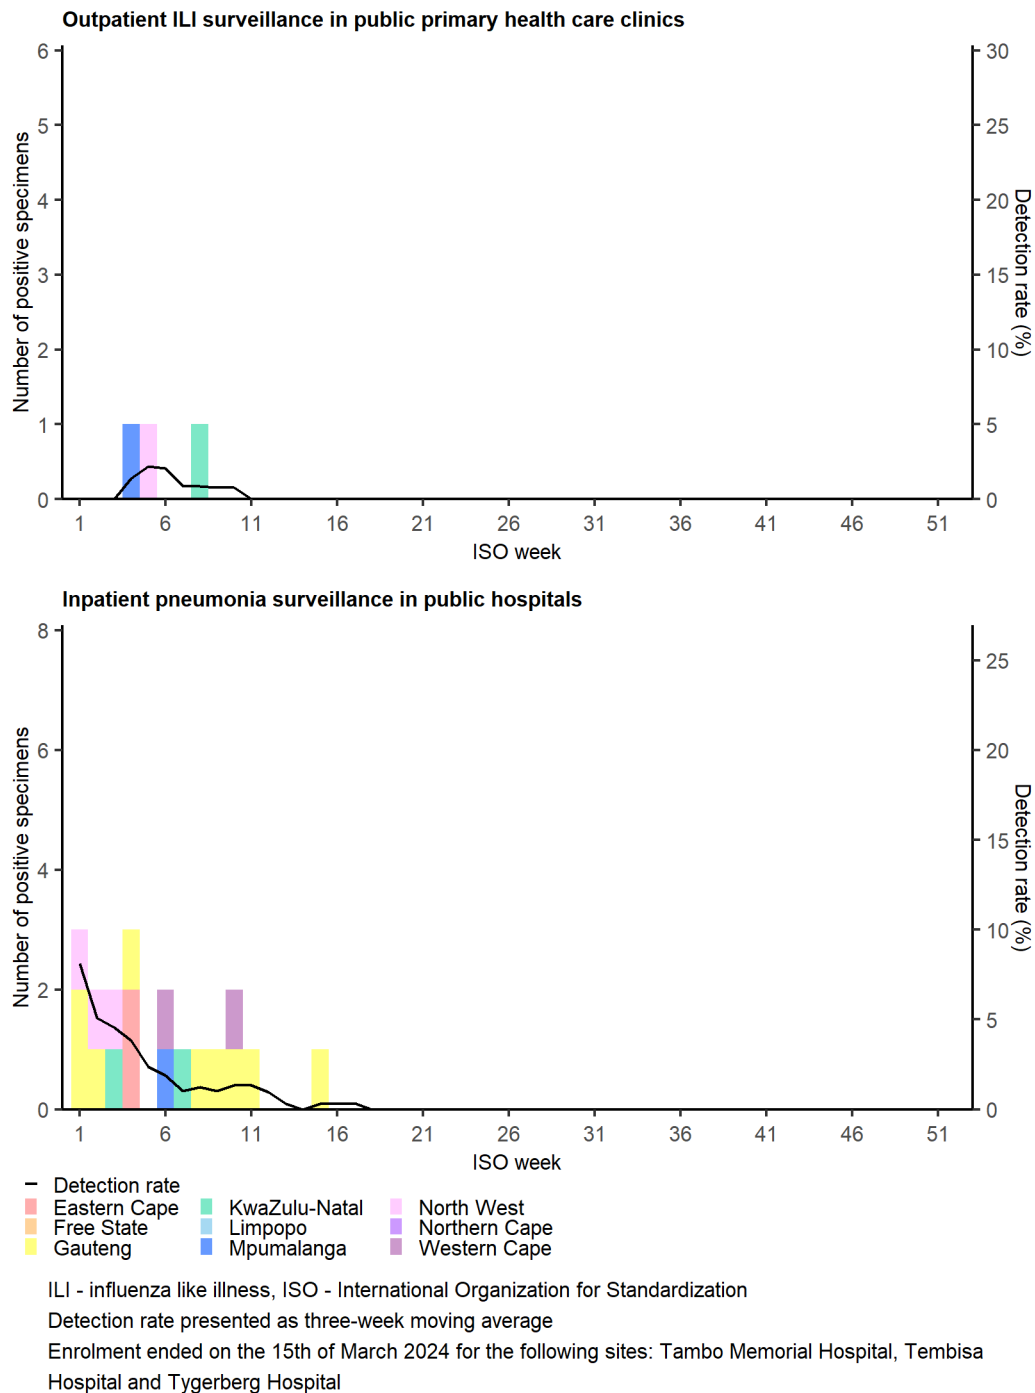 Outpatient ILI surveillance in public primary health care clinics
Number of positive specimens
6
5
4
3
2
1
0
30
25
20
15
10
5
0
Detection rate (%)
1 6 11 16 21 26 31 36 41 46 51
ISO week
Inpatient pneumonia surveillance in public hospitals
Number of positive specimens
8
6
4
2
0
25
20
15
10
5
0
Detection rate (%)
1 6 11 16 21 26 31 36 41 46 51
ISO week
Detection rate
Eastern Cape KwaZulu-Natal North West
Free State Limpopo Northern Cape
Gauteng Mpumalanga Western Cape
ILI - influenza like illness, ISO - International Organization for Standardization
Detection rate presented as three-week moving average
Enrolment ended on the 15th of March 2024 for the following sites: Tambo Memorial Hospital, Tembisa
Hospital and Tygerberg Hospital